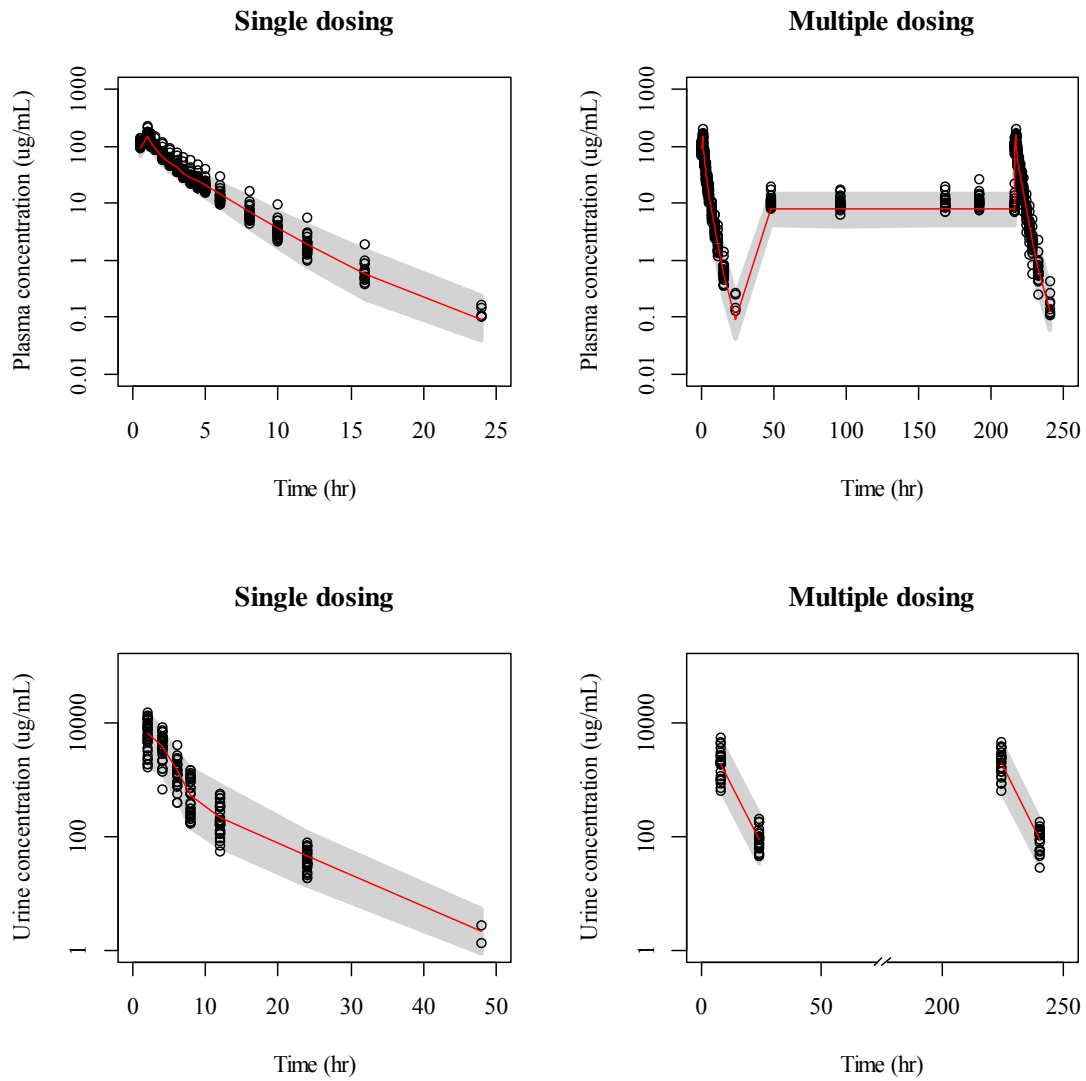 Single dosing
Plasma concentration (ug/mL)
1000
100
10
1
0.1
0.01
0 5 10 15 20 25
Time (hr)
Multiple dosing
Plasma concentration (ug/mL)
1000
100
10
1
0.1
0.01
0 50 100 150 200 250
Time (hr)
Single dosing
Urine concentration (ug/mL)
10000
100
1
0 10 20 30 40 50
Time (hr)
Multiple dosing
Urine concentration (ug/mL)
10000
100
1
0 50 200 250
Time (hr)